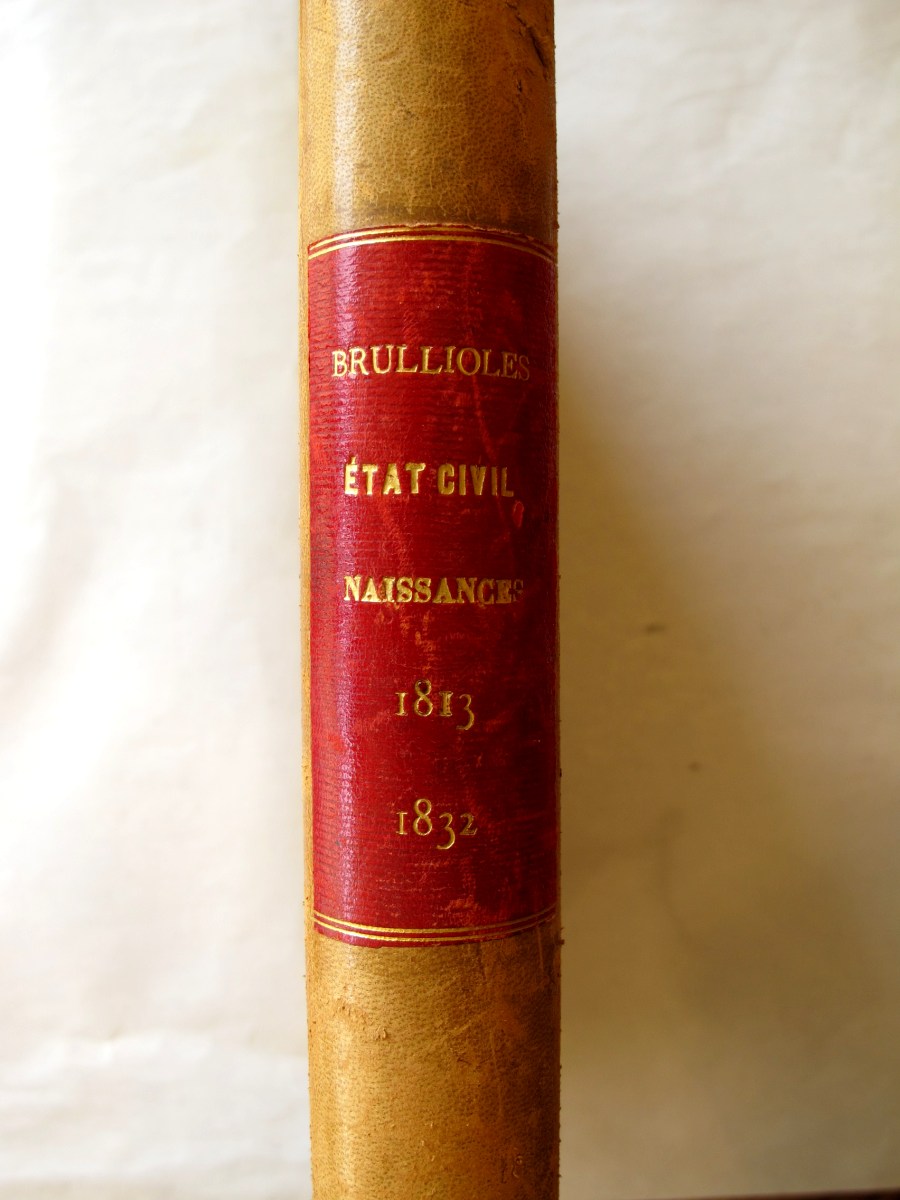 BRULLIOLES
ÉTAT CIVIL
NAISSANCES
1813
1832